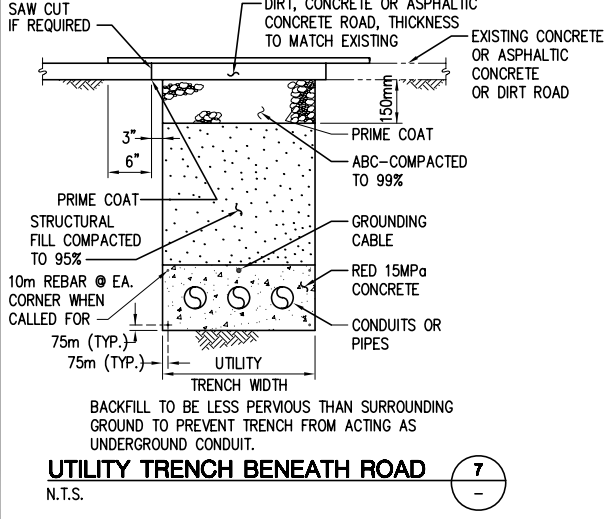 SAW CUT
IF REQUIRED
DIRT, CONCRETE OR ASPHALTIC
CONCRETE ROAD, THICKNESS
TO MATCH EXISTING
EXISTING CONCRETE
OR ASPHALTIC
CONCRETE
OR DIRT ROAD
150mm
3"
6"
PRIME COAT
ABC-COMPACTED
TO 99%
PRIME COAT
STRUCTURAL
FILL COMPACTED
TO 95%
GROUNDING
CABLE
10m REBAR @ EA.
CORNER WHEN
CALLED FOR
RED 15MPa
CONCRETE
CONDUITS OR
PIPES
75m (TYP.)
75m (TYP.)
UTILITY
TRENCH WIDTH
BACKFILL TO BE LESS PERVIOUS THAN SURROUNDING
GROUND TO PREVENT TRENCH FROM ACTING AS
UNDERGROUND CONDUIT.
UTILITY TRENCH BENEATH ROAD
7
-
N.T.S.